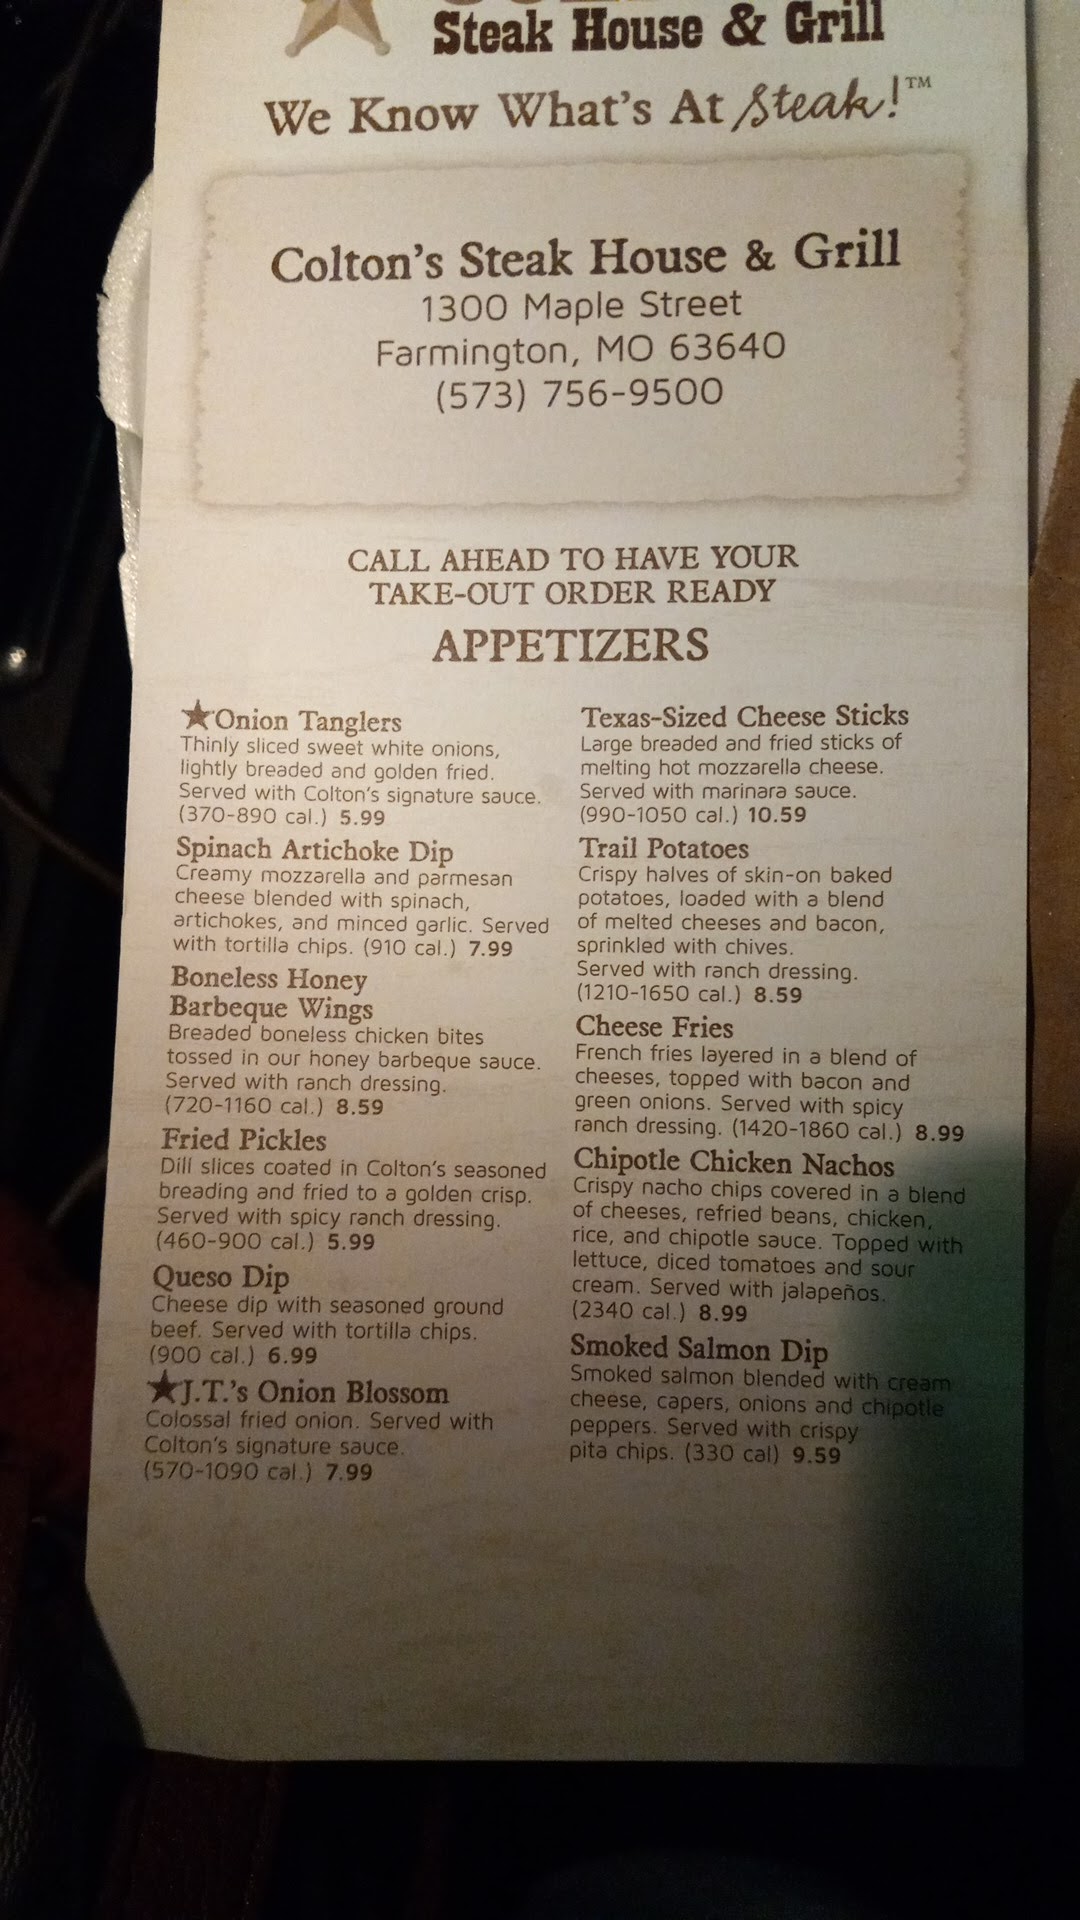 Steak House & Grill
We Know What's At Steak!™
Colton's Steak House & Grill
1300 Maple Street
Farmington, MO 63640
(573) 756-9500
CALL AHEAD TO HAVE YOUR
TAKE-OUT ORDER READY
APPETIZERS
★Onion Tanglers
Thinly sliced sweet white onions,
lightly breaded and golden fried.
Served with Colton's signature sauce.
(370-890 cal.) 5.99
Spinach Artichoke Dip
Creamy mozzarella and parmesan
cheese blended with spinach,
artichokes, and minced garlic. Served
with tortilla chips. (910 cal.) 7.99
Boneless Honey
Barbeque Wings
Breaded boneless chicken bites
tossed in our honey barbeque sauce.
Served with ranch dressing.
(720-1160 cal.) 8.59
Fried Pickles
Dill slices coated in Colton's seasoned
breading and fried to a golden crisp.
Served with spicy ranch dressing.
(460-900 cal.) 5.99
Queso Dip
Cheese dip with seasoned ground
beef. Served with tortilla chips.
(900 cal.) 6.99
★J.T.'s Onion Blossom
Colossal fried onion. Served with
Colton's signature sauce.
(570-1090 cal.) 7.99
Texas-Sized Cheese Sticks
Large breaded and fried sticks of
melting hot mozzarella cheese.
Served with marinara sauce.
(990-1050 cal.) 10.59
Trail Potatoes
Crispy halves of skin-on baked
potatoes, loaded with a blend
of melted cheeses and bacon,
sprinkled with chives.
Served with ranch dressing.
(1210-1650 cal.) 8.59
Cheese Fries
French fries layered in a blend of
cheeses, topped with bacon and
green onions. Served with spicy
ranch dressing. (1420-1860 cal.) 8.99
Chipotle Chicken Nachos
Crispy nacho chips covered in a blend
of cheeses, refried beans, chicken,
rice, and chipotle sauce. Topped with
lettuce, diced tomatoes and sour
cream. Served with jalapeños.
(2340 cal.) 8.99
Smoked Salmon Dip
Smoked salmon blended with cream
cheese, capers, onions and chipotle
peppers. Served with crispy
pita chips. (330 cal) 9.59